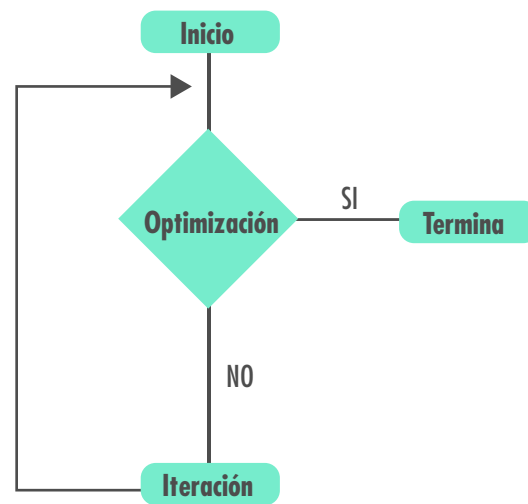 Inicio
Optimización
SI
Termina
NO
Iteración